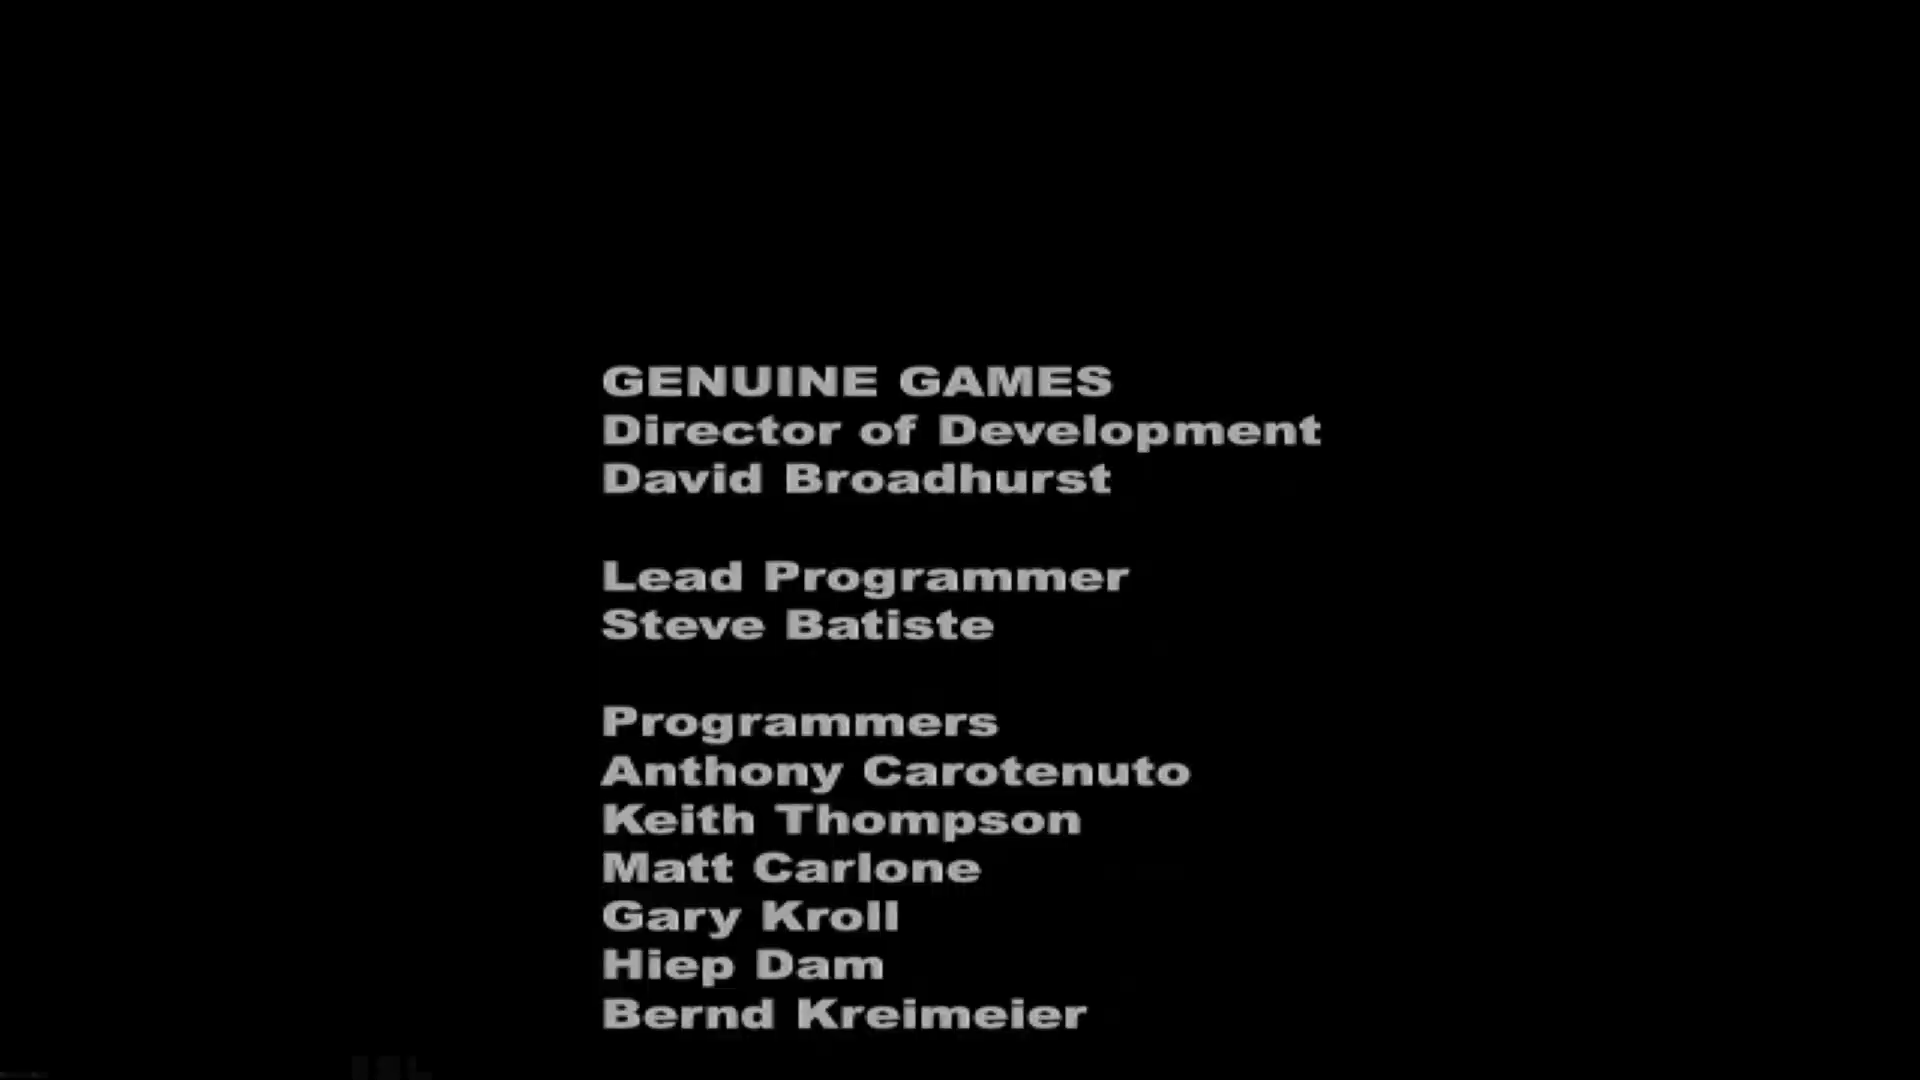 GENUINE GAMES
Director of Development
David Broadhurst
Lead Programmer
Steve Batiste
Programmers
Anthony Carotenuto
Keith Thompson
Matt Carlone
Gary Kroll
Hiep Dam
Bernd Kreimeier